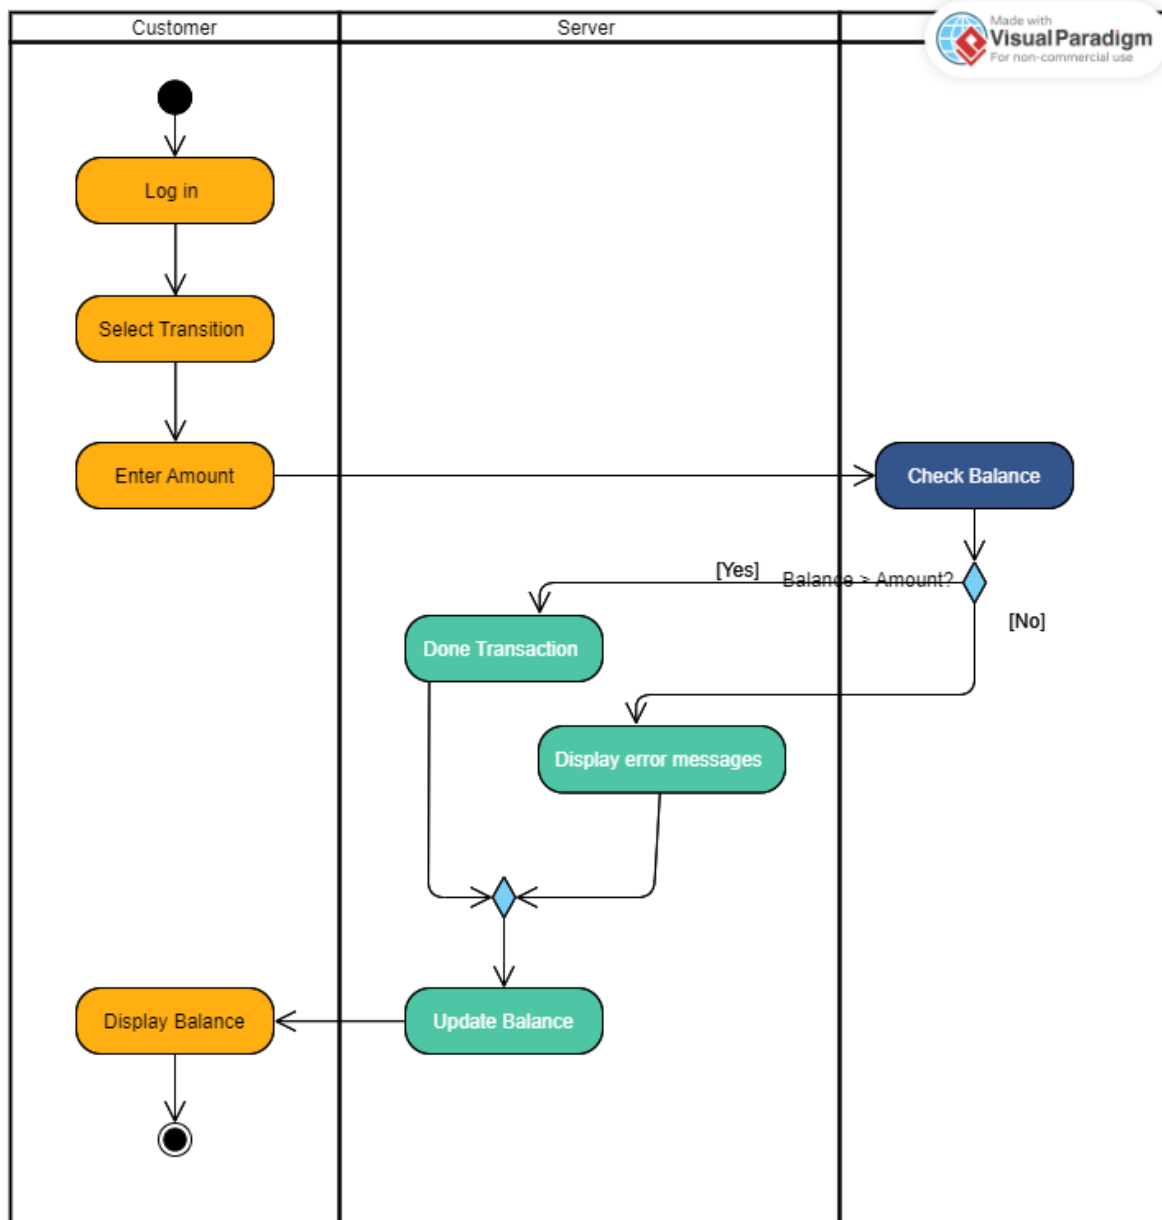 Customer
Server
Made with
Visual Paradigm
For non-commercial use
Log in
Select Transition
Enter Amount
Check Balance
[Yes]
Balance > Amount?
[No]
Done Transaction
Display error messages
Display Balance
Update Balance